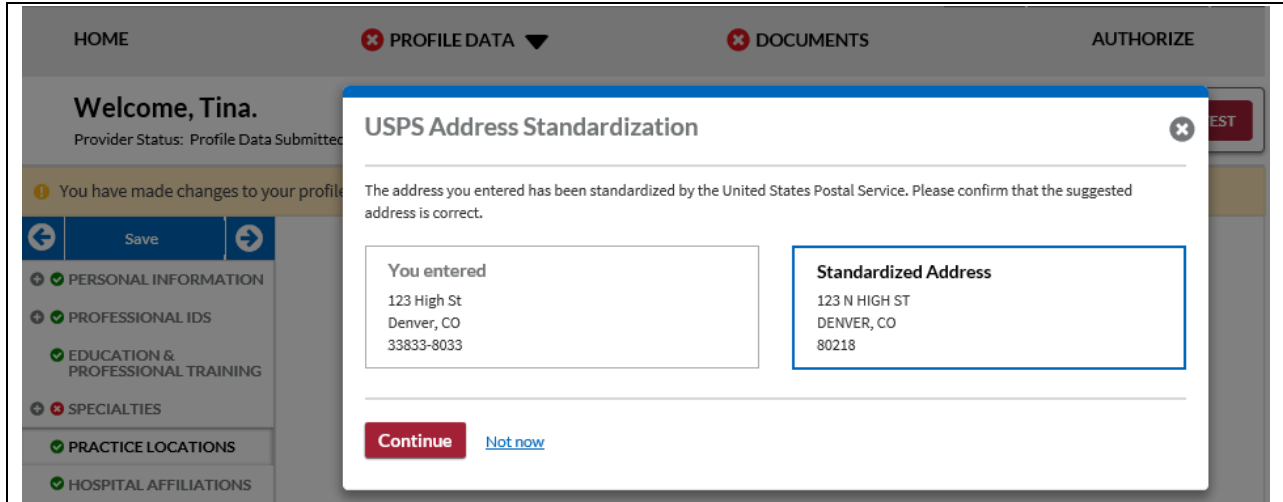 HOME PROFILE DATA DOCUMENTS AUTHORIZE
Welcome, Tina.
Provider Status: Profile Data Submitted
EST
You have made changes to your profile
Save
PERSONAL INFORMATION
PROFESSIONAL IDS
EDUCATION &
PROFESSIONAL TRAINING
SPECIALTIES
PRACTICE LOCATIONS
HOSPITAL AFFILIATIONS
USPS Address Standardization
The address you entered has been standardized by the United States Postal Service. Please confirm that the suggested
address is correct.
You entered
123 High St
Denver, CO
33833-8033
Standardized Address
123 N HIGH ST
DENVER, CO
80218
Continue Not now